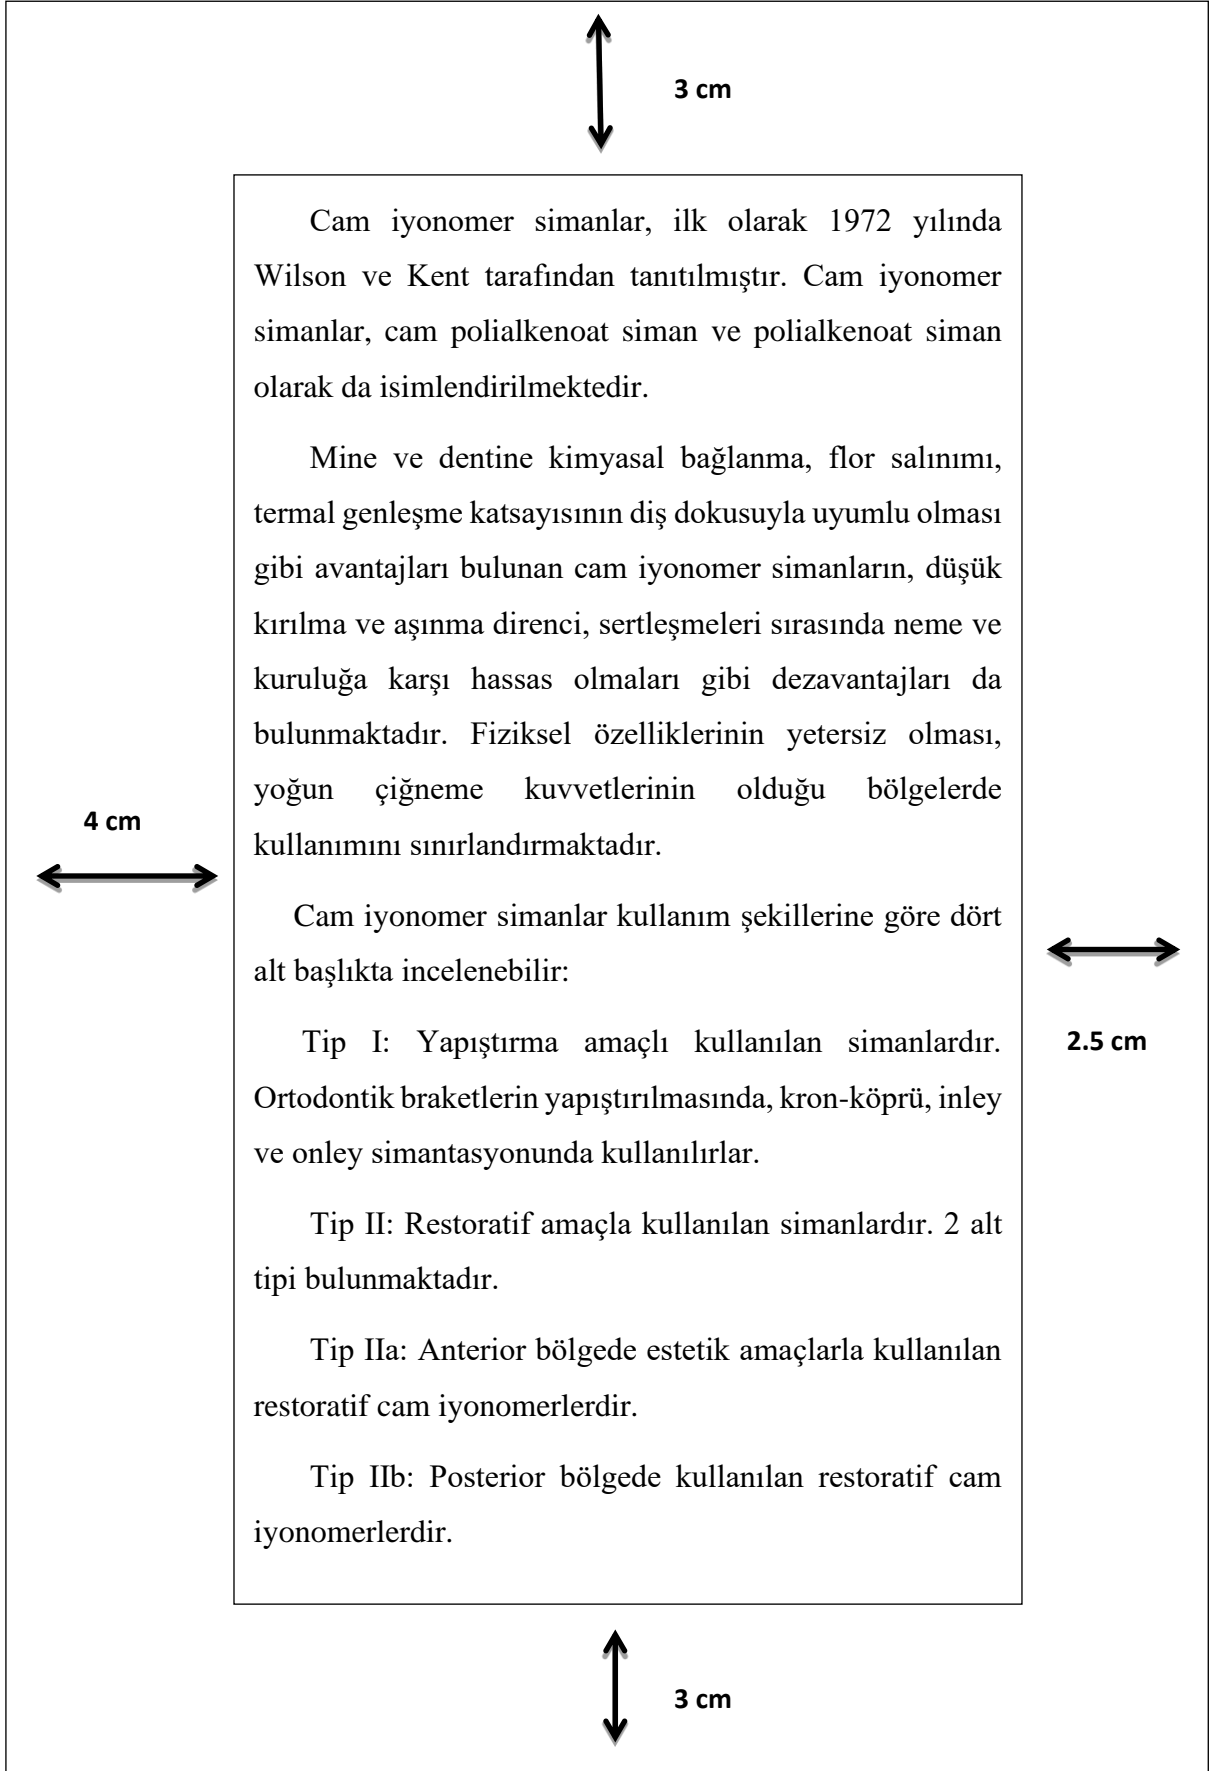 3 cm
Cam iyonomer simanlar, ilk olarak 1972 yılında
Wilson ve Kent tarafından tanıtılmıştır. Cam iyonomer
simanlar, cam polialkenoat siman ve polialkenoat siman
olarak da isimlendirilmektedir.
Mine ve dentine kimyasal bağlanma, flor salınımı,
termal genleşme katsayısının diş dokusuyla uyumlu olması
gibi avantajları bulunan cam iyonomer simanların, düşük
kırılma ve aşınma direnci, sertleşmeleri sırasında neme ve
kuruluğa karşı hassas olmaları gibi dezavantajları da
bulunmaktadır. Fiziksel özelliklerinin yetersiz olması,
yoğun çiğneme kuvvetlerinin olduğu bölgelerde
kullanımını sınırlandırmaktadır.
4 cm
Cam iyonomer simanlar kullanım şekillerine göre dört
alt başlıkta incelenebilir:
Tip I: Yapıştırma amaçlı kullanılan simanlardır.
2.5 cm
Ortodontik braketlerin yapıştırılmasında, kron-köprü, inley
ve onley simantasyonunda kullanılırlar.
Tip II: Restoratif amaçla kullanılan simanlardır. 2 alt
tipi bulunmaktadır.
Tip IIa: Anterior bölgede estetik amaçlarla kullanılan
restoratif cam iyonomerlerdir.
Tip IIb: Posterior bölgede kullanılan restoratif cam
iyonomerlerdir.
3 cm